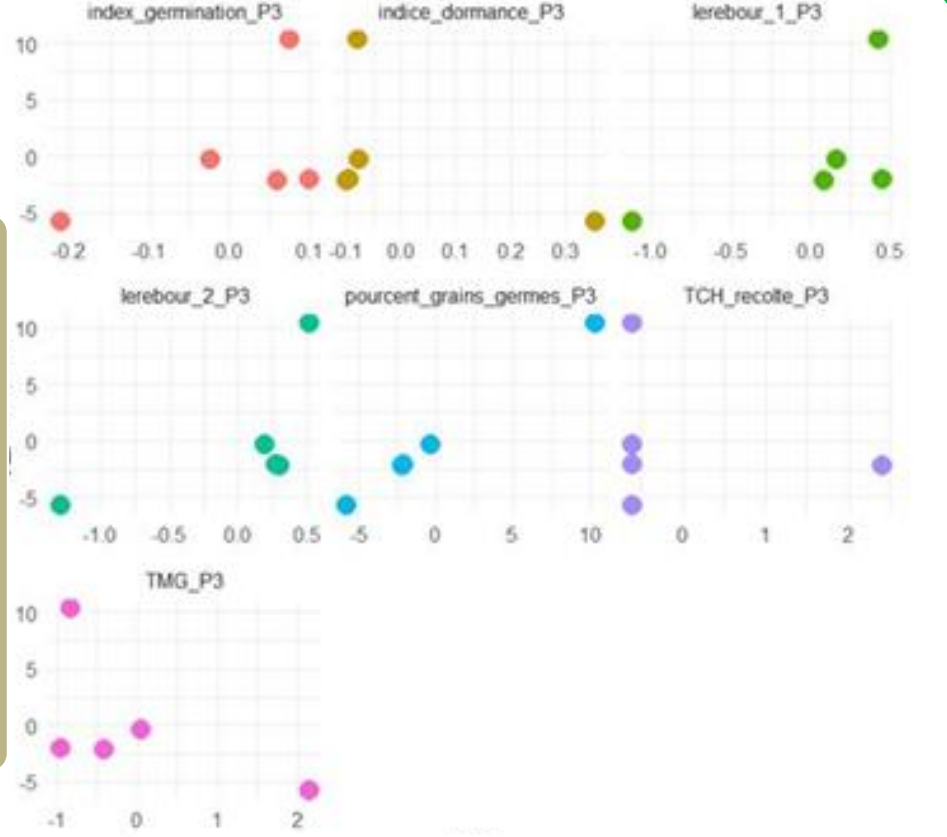 index_germination_P3 indice_dormance_P3 lerebour_1_P3
10
5
0
-5
-0.2 -0.1 0.0 0.1 -0.1 0.0 0.1 0.2 0.3 -1.0 -0.5 0.0 0.5
lerebour_2_P3 pourcent_grains_germes_P3 TCH_recolte_P3
10
5
0
-5
-1.0 -0.5 0.0 0.5 -5 0 5 10 0 1 2
TMG_P3
10
5
0
-5
-1 0 1 2